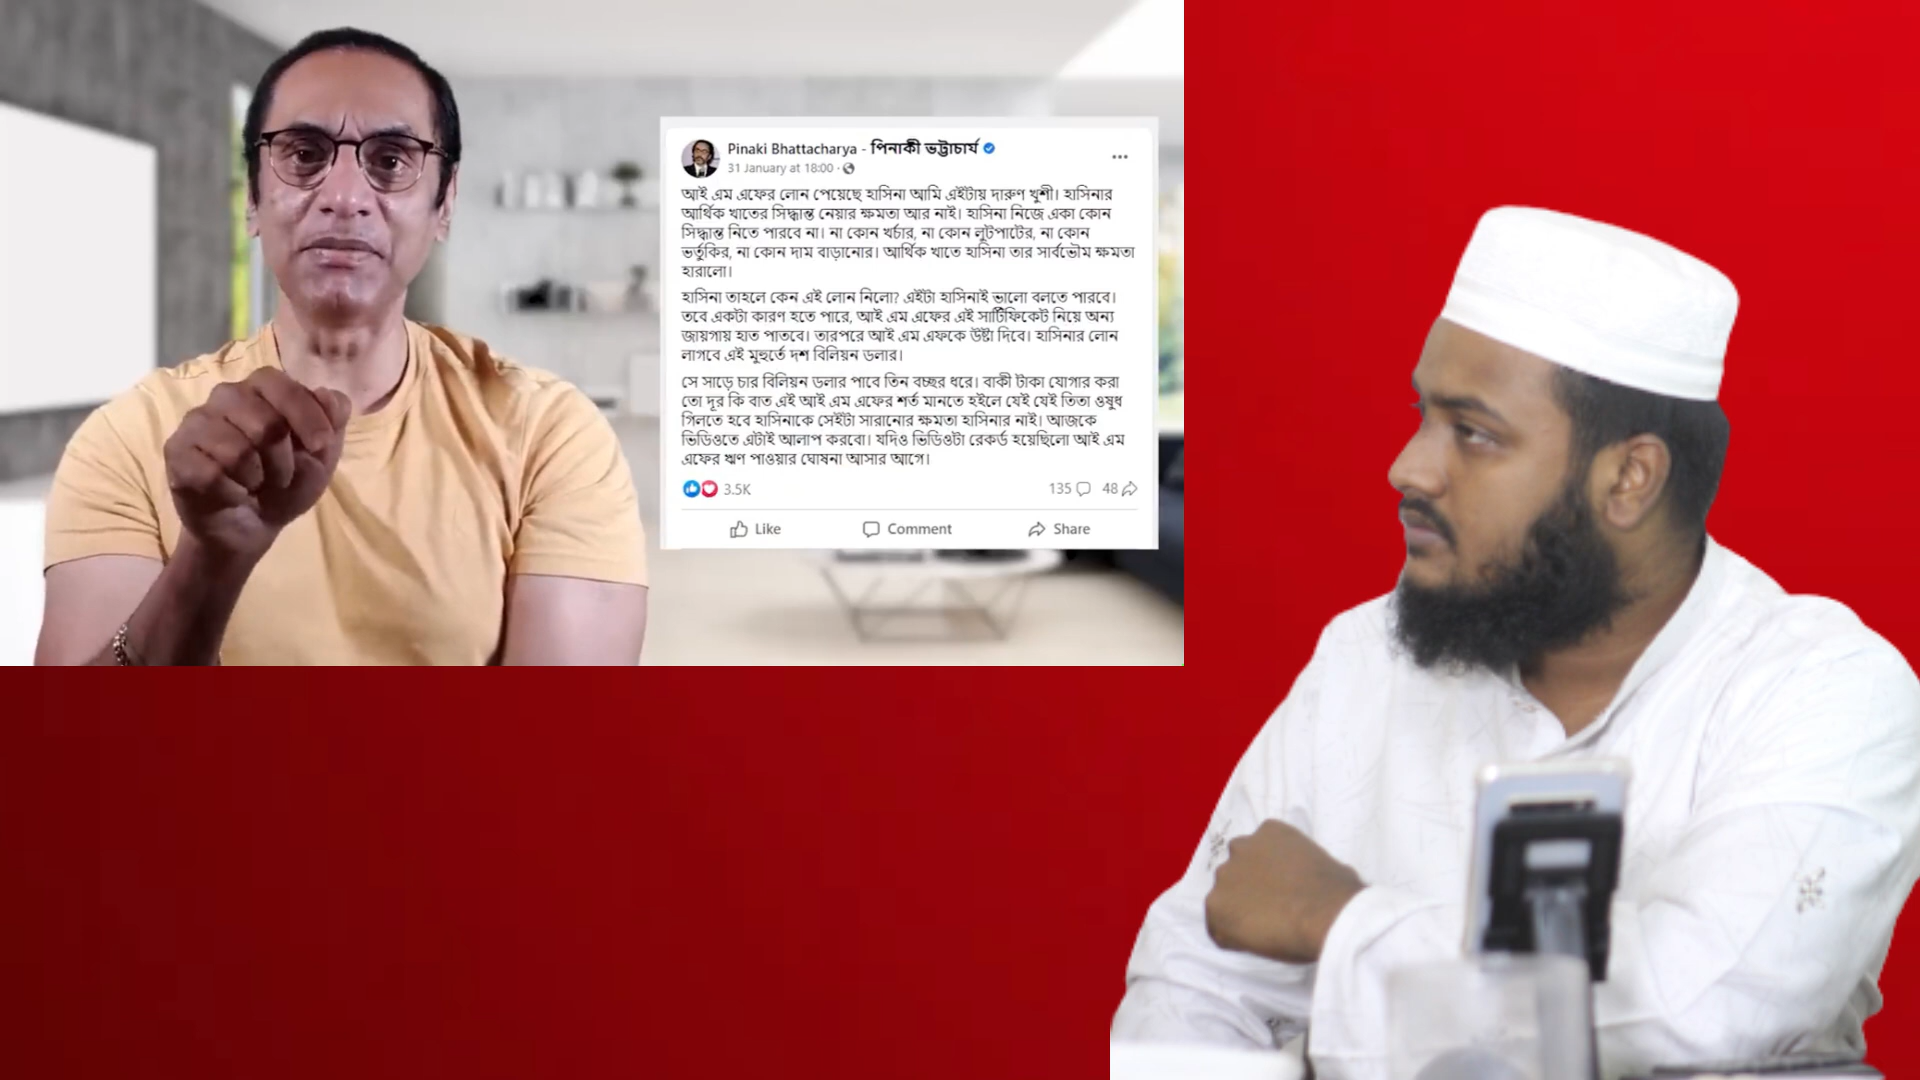 Pinaki Bhattacharya - পিনাকী ভট্টাচার্য
31 January at 18:00 ·
আই এম এফের লোন পেয়েছে হাসিনা আমি এইটায় দারুণ খুশী। হাসিনার
আর্থিক খাতের সিদ্ধান্ত নেয়ার ক্ষমতা আর নাই। হাসিনা নিজে একা কোন
সিদ্ধান্ত নিতে পারবে না। না কোন খর্চার, না কোন লুটপাটের, না কোন
ভর্তুকির, না কোন দাম বাড়ানোর। আর্থিক খাতে হাসিনা তার সার্বভৌম ক্ষমতা
হারালো।
হাসিনা তাহলে কেন এই লোন নিলো? এইটা হাসিনাই ভালো বলতে পারবে।
তবে একটা কারণ হতে পারে, আই এম এফের এই সার্টিফিকেট নিয়ে অন্য
জায়গায় হাত পাতবে। তারপরে আই এম এফকে উষ্টা দিবে। হাসিনার লোন
লাগবে এই মুহুর্তে দশ বিলিয়ন ডলার।
সে সাড়ে চার বিলিয়ন ডলার পাবে তিন বচ্ছর ধরে। বাকী টাকা যোগার করা
তো দূর কি বাত এই আই এম এফের শর্ত মানতে হইলে যেই যেই তিতা ওষুধ
গিলতে হবে হাসিনাকে সেইটা সারানোর ক্ষমতা হাসিনার নাই। আজকে
ভিডিওতে এটাই আলাপ করবো। যদিও ভিডিওটা রেকর্ড হয়েছিলো আই এম
এফের ঋণ পাওয়ার ঘোষনা আসার আগে।
3.5K 135 48
Like Comment Share